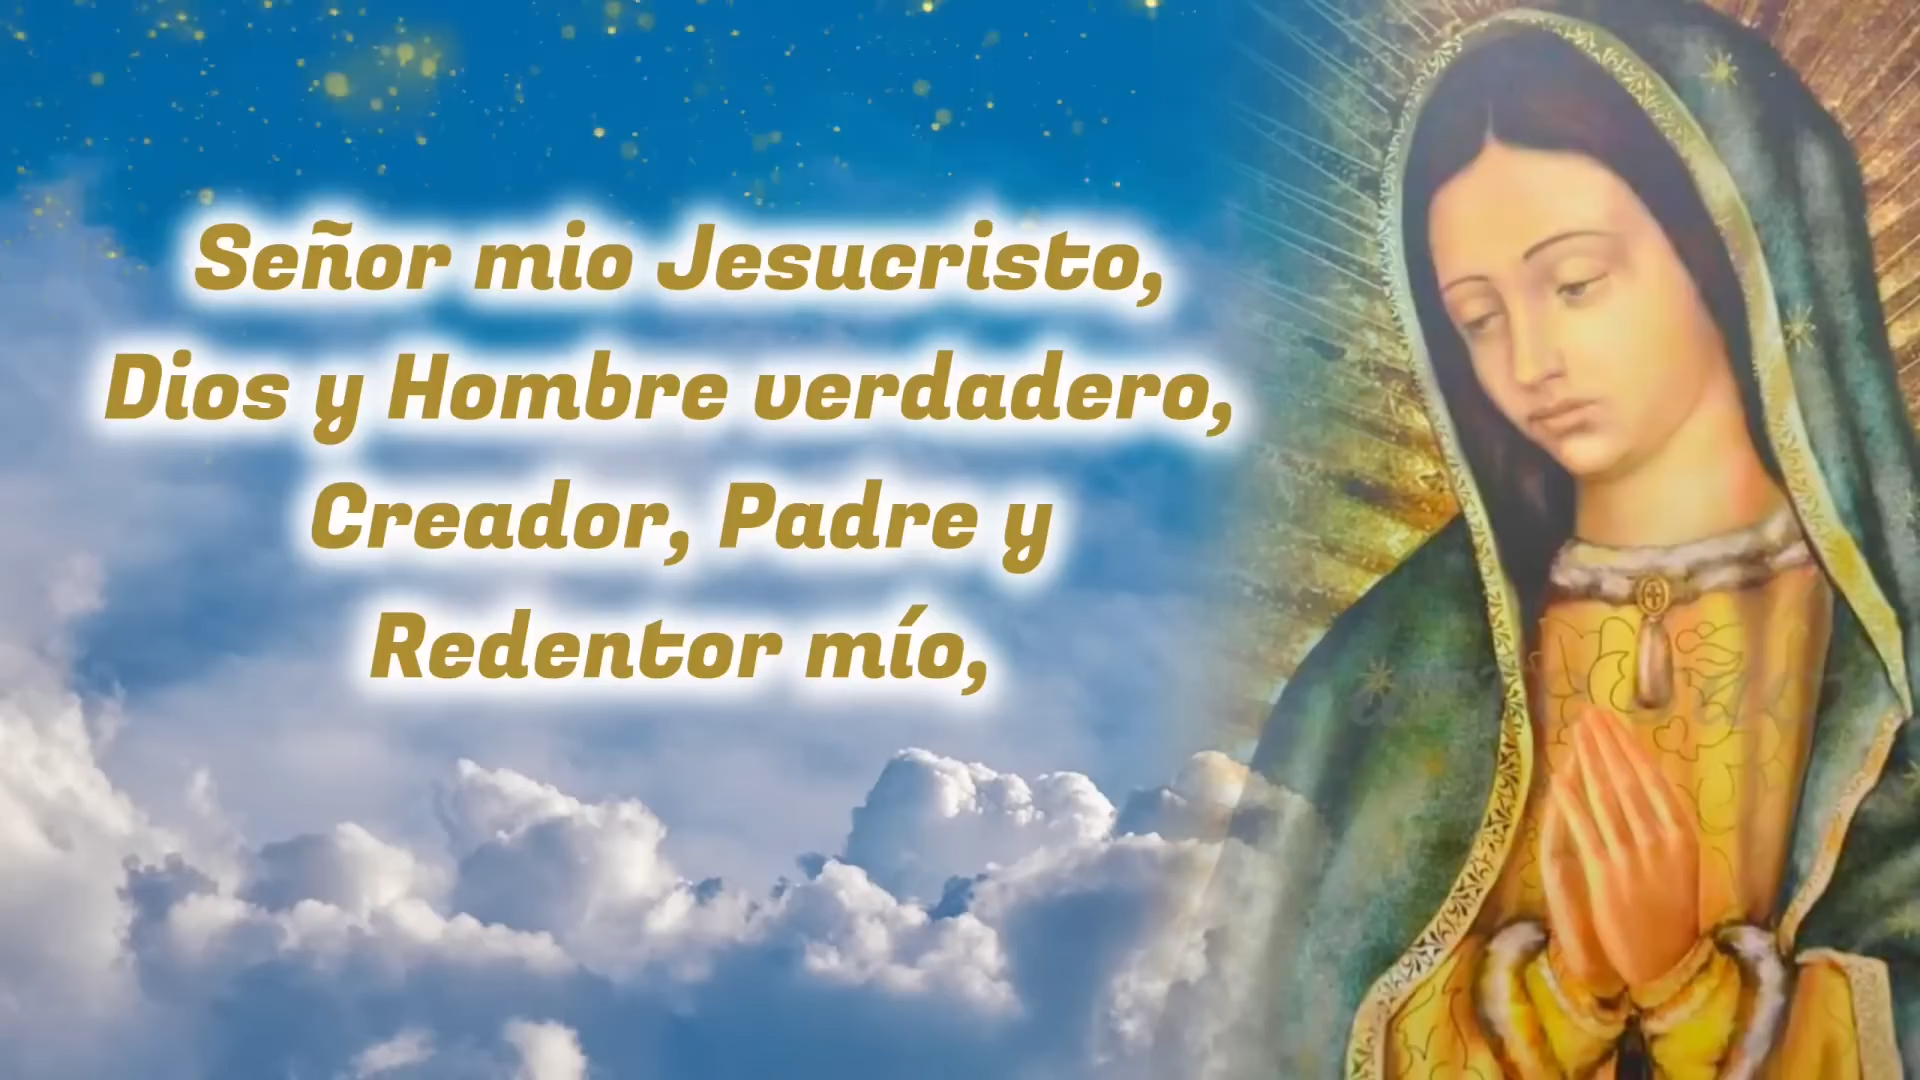 Señor mio Jesucristo,
Dios y Hombre verdadero,
Creador, Padre y
Redentor mío,